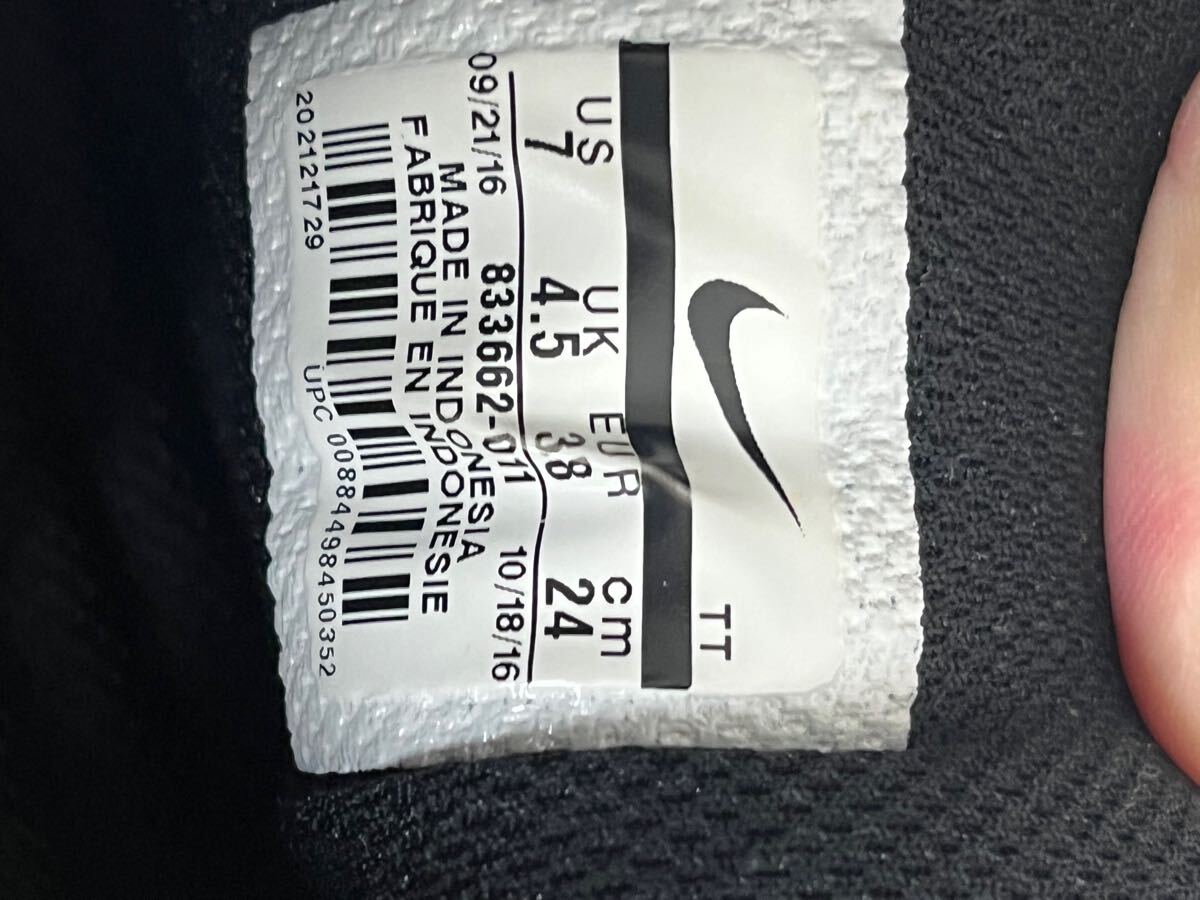 TT
US UK EUR cm
7 4.5 38 24
09/21/16 833662-011 10/18/16
MADE IN INDONESIA
FABRIQUE EN INDONESIE
202121729 UPC 00884498450352